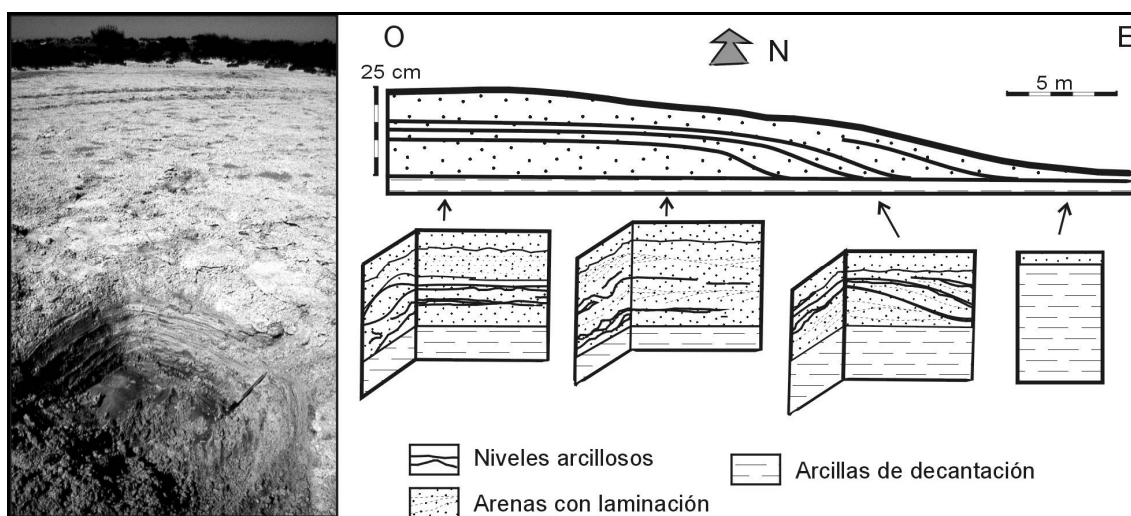 O
N
E
25 cm
5 m
Niveles arcillosos
Arenas con laminación
Arcillas de decantación